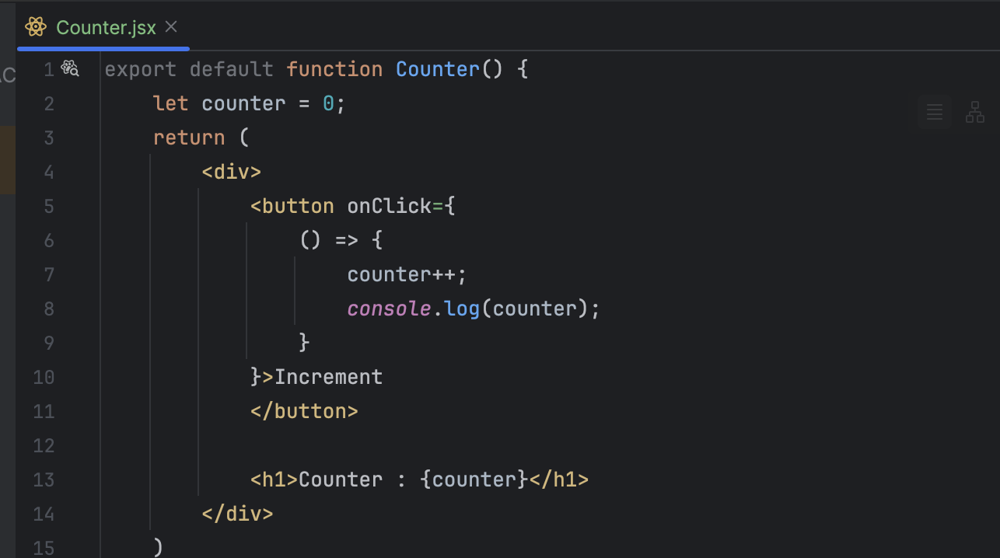 Counter.jsx
AC
1 export default function Counter() {
2     let counter = 0;
3     return (
4         <div>
5             <button onClick={
6                 () => {
7                     counter++;
8                     console.log(counter);
9                 }
10             }>Increment
11             </button>
12
13             <h1>Counter : {counter}</h1>
14         </div>
15     )